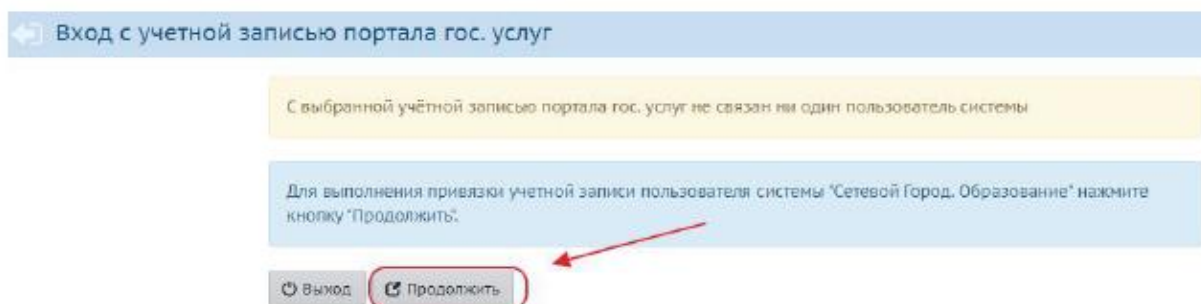 Вход с учетной записью портала гос. услуг
С выбранной учётной записью портала гос. услуг не связан ни один пользователь системы
Для выполнения привязки учетной записи пользователя системы "Сетевой Город. Образование" нажмите
кнопку "Продолжить".
Выход Продолжить